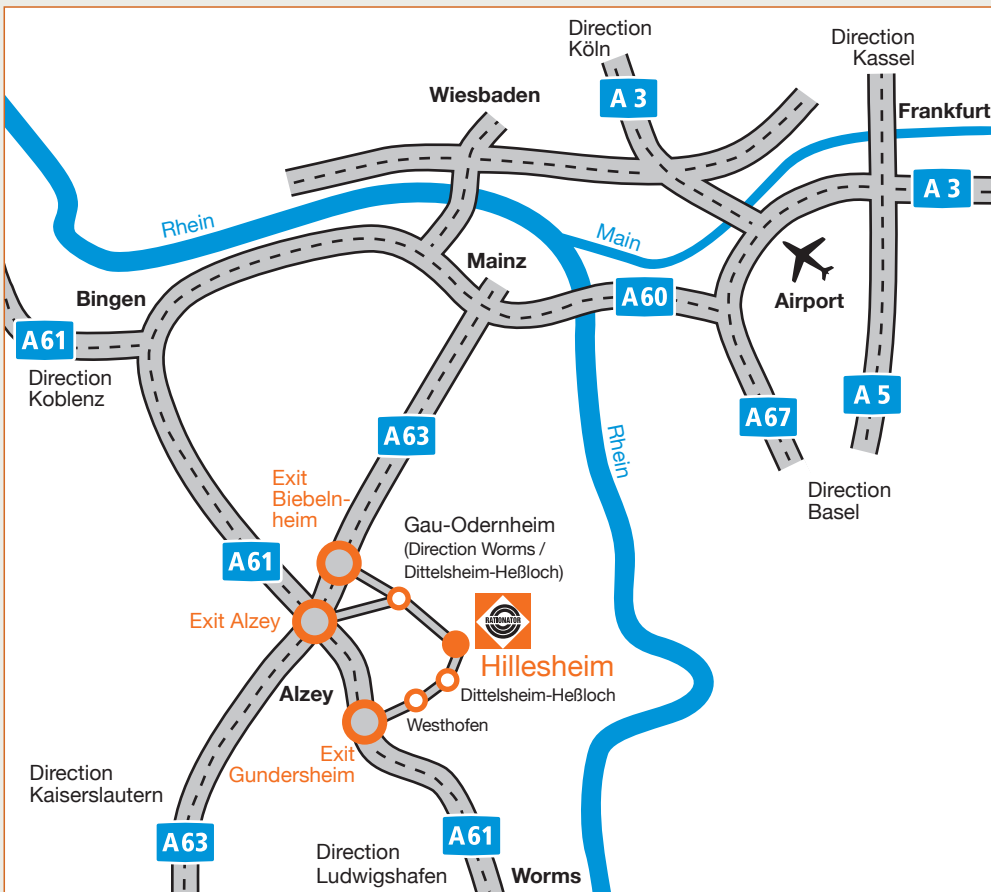 Direction
Köln
Direction
Kassel
Wiesbaden
A 3
Frankfurt
A 3
Rhein
Main
Mainz
Bingen
A60
Airport
A61
Direction
Koblenz
A 5
A67
A63
Rhein
Exit
Biebeln-
heim
Direction
Basel
Gau-Odernheim
(Direction Worms /
Dittelsheim-Heßloch)
A61
Exit Alzey
RATIONATOR
Hillesheim
Alzey
Dittelsheim-Heßloch
Westhofen
Exit
Gundersheim
Direction
Kaiserslautern
A63
A61
Direction
Ludwigshafen
Worms